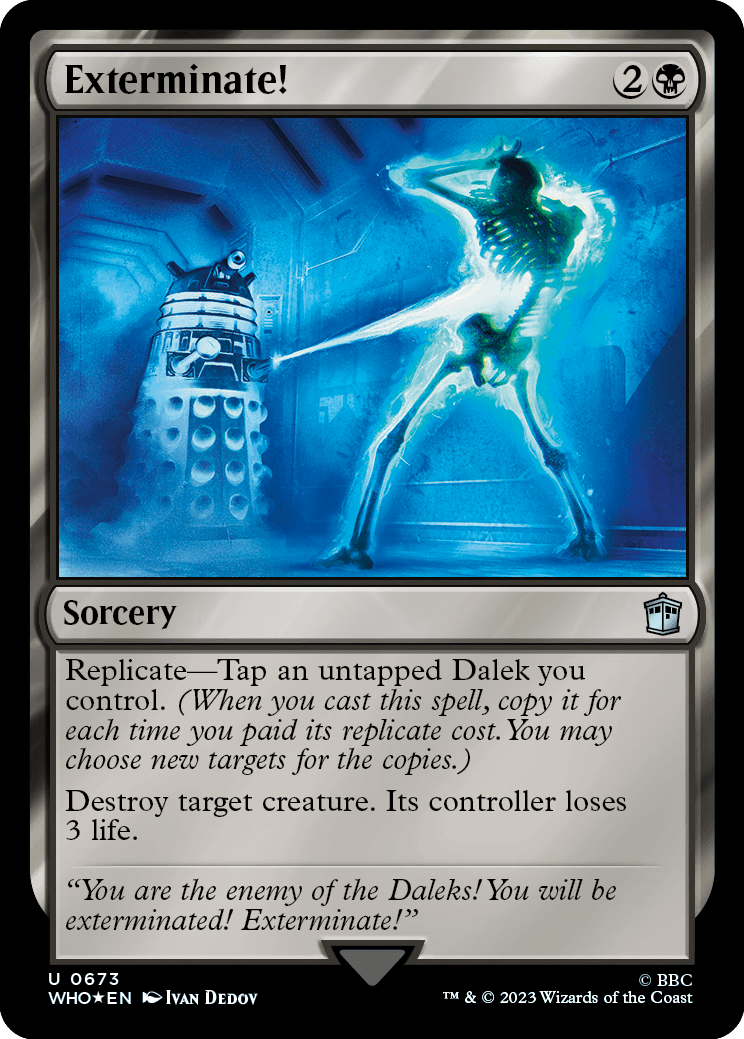 Exterminate! 2
Sorcery
Replicate—Tap an untapped Dalek you
control. (When you cast this spell, copy it for
each time you paid its replicate cost. You may
choose new targets for the copies.)
Destroy target creature. Its controller loses
3 life.
“You are the enemy of the Daleks! You will be
exterminated! Exterminate!”
U 0673
WHO★EN Ivan Dedov
© BBC
™ & © 2023 Wizards of the Coast